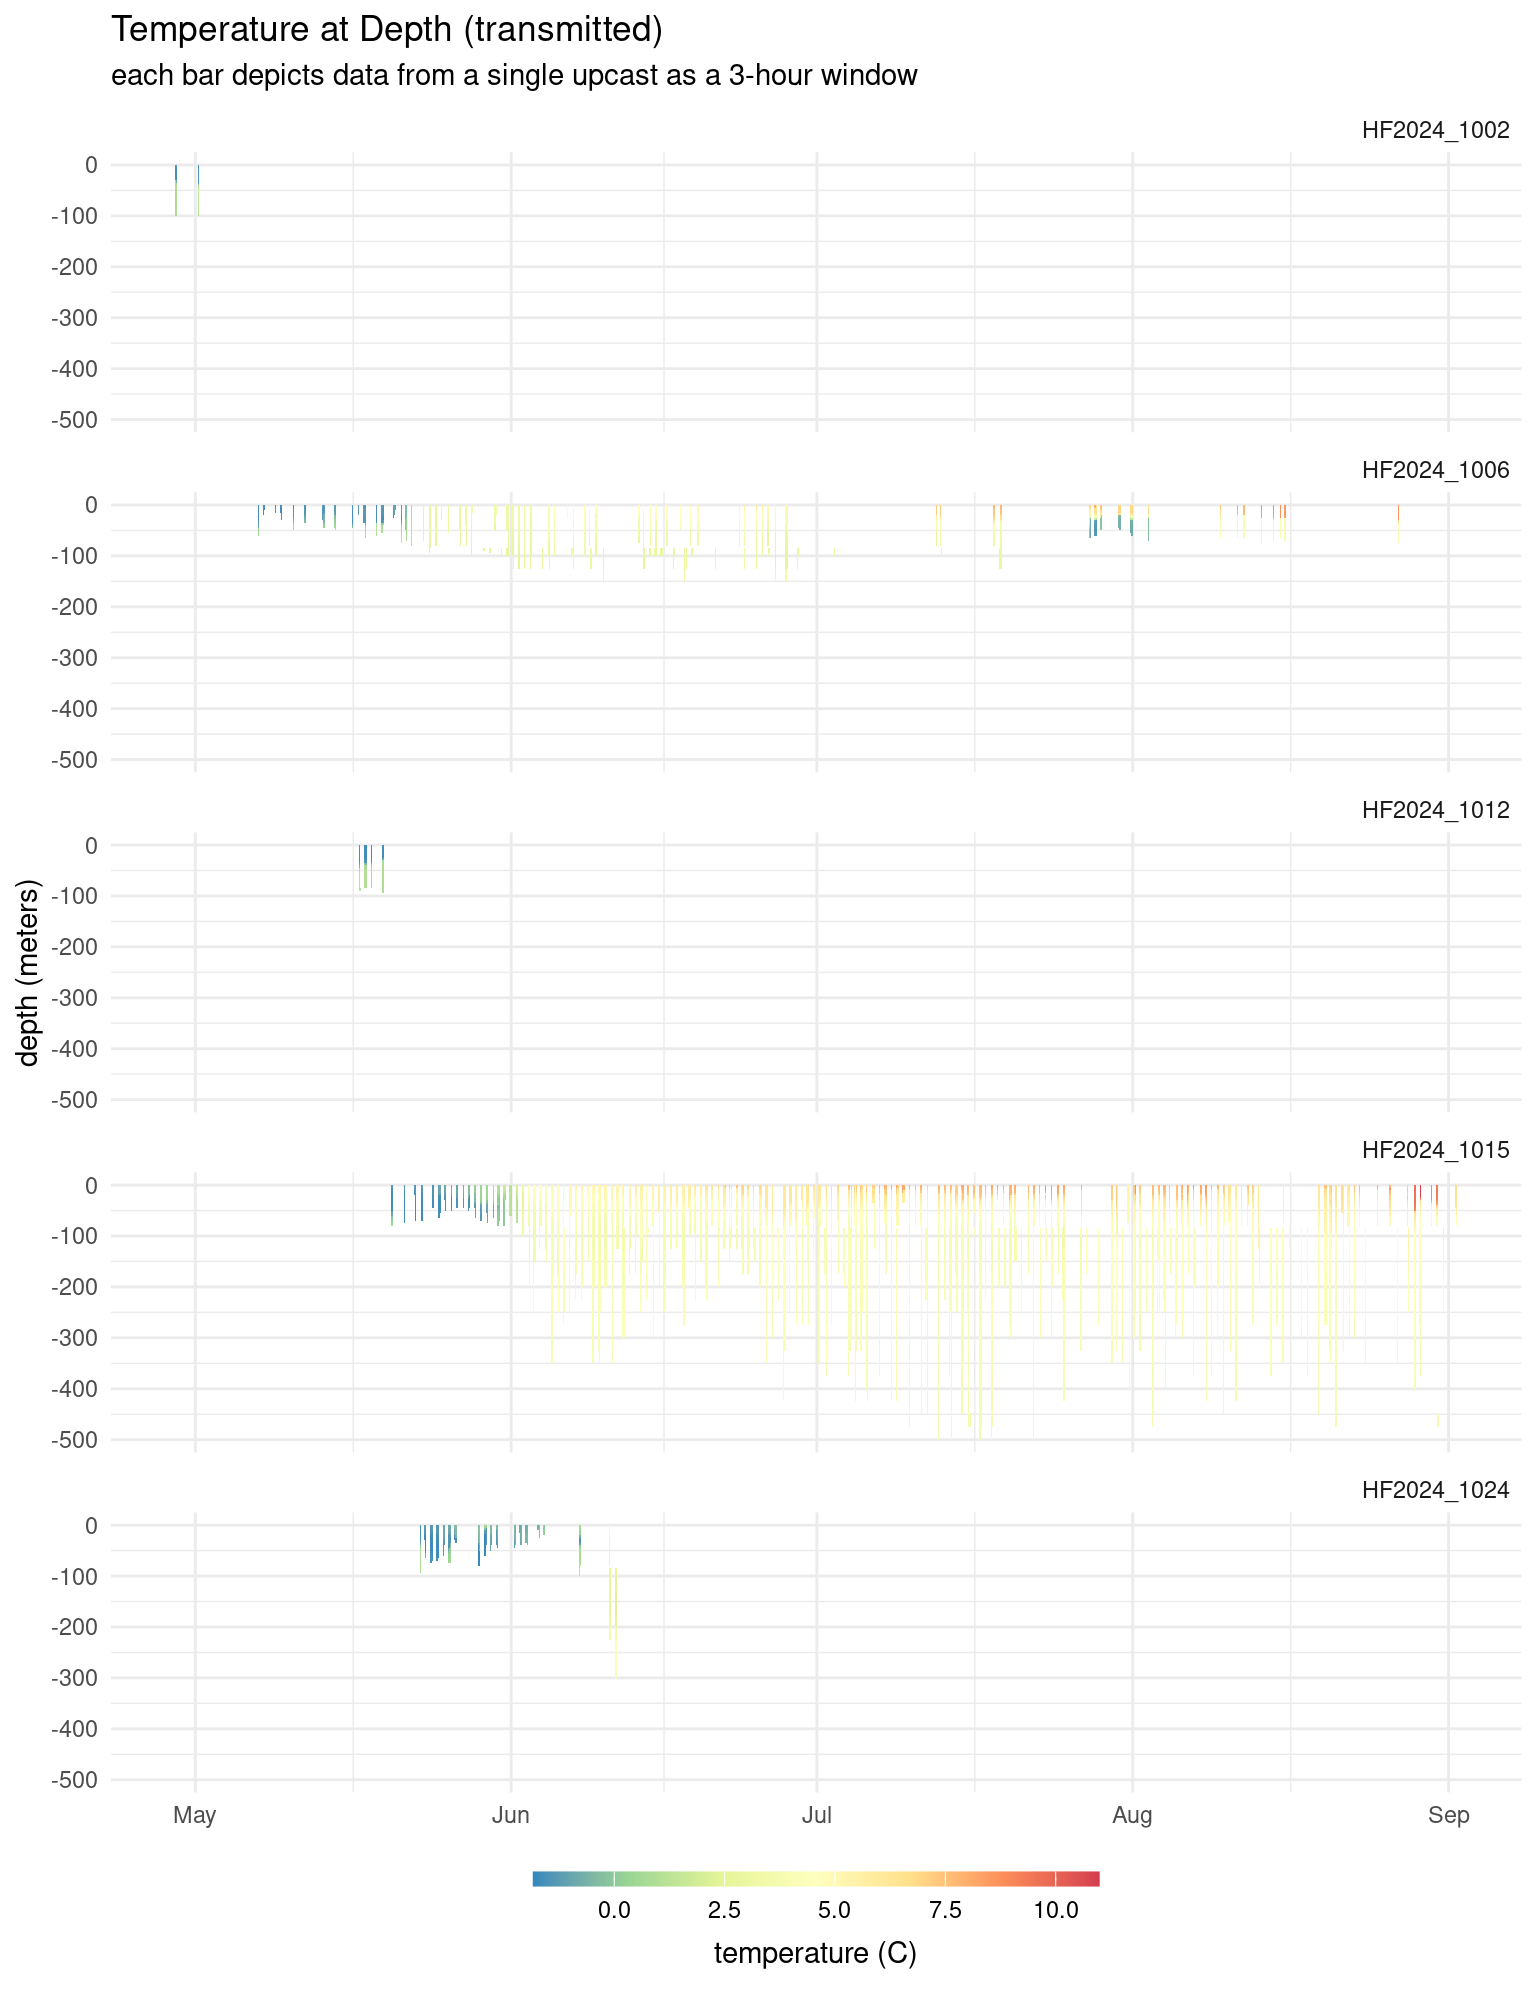 Temperature at Depth (transmitted)
each bar depicts data from a single upcast as a 3-hour window
HF2024_1002
0
-100
-200
-300
-400
-500
HF2024_1006
0
-100
-200
-300
-400
-500
HF2024_1012
0
-100
-200
-300
-400
-500
depth (meters)
HF2024_1015
0
-100
-200
-300
-400
-500
HF2024_1024
0
-100
-200
-300
-400
-500
May Jun Jul Aug Sep
0.0 2.5 5.0 7.5 10.0
temperature (C)